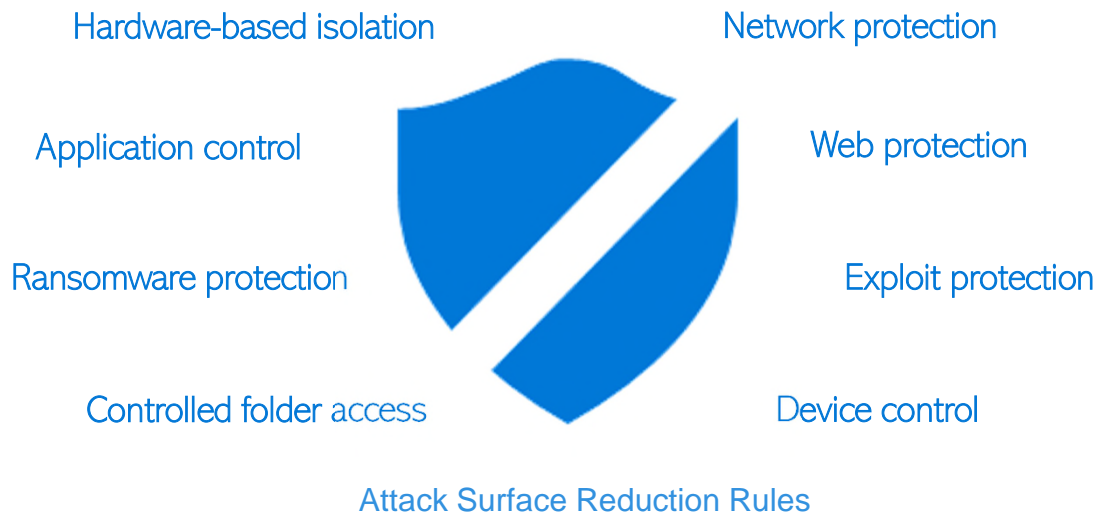 Hardware-based isolation
Network protection
Application control
Web protection
Ransomware protection
Exploit protection
Controlled folder access
Device control
Attack Surface Reduction Rules